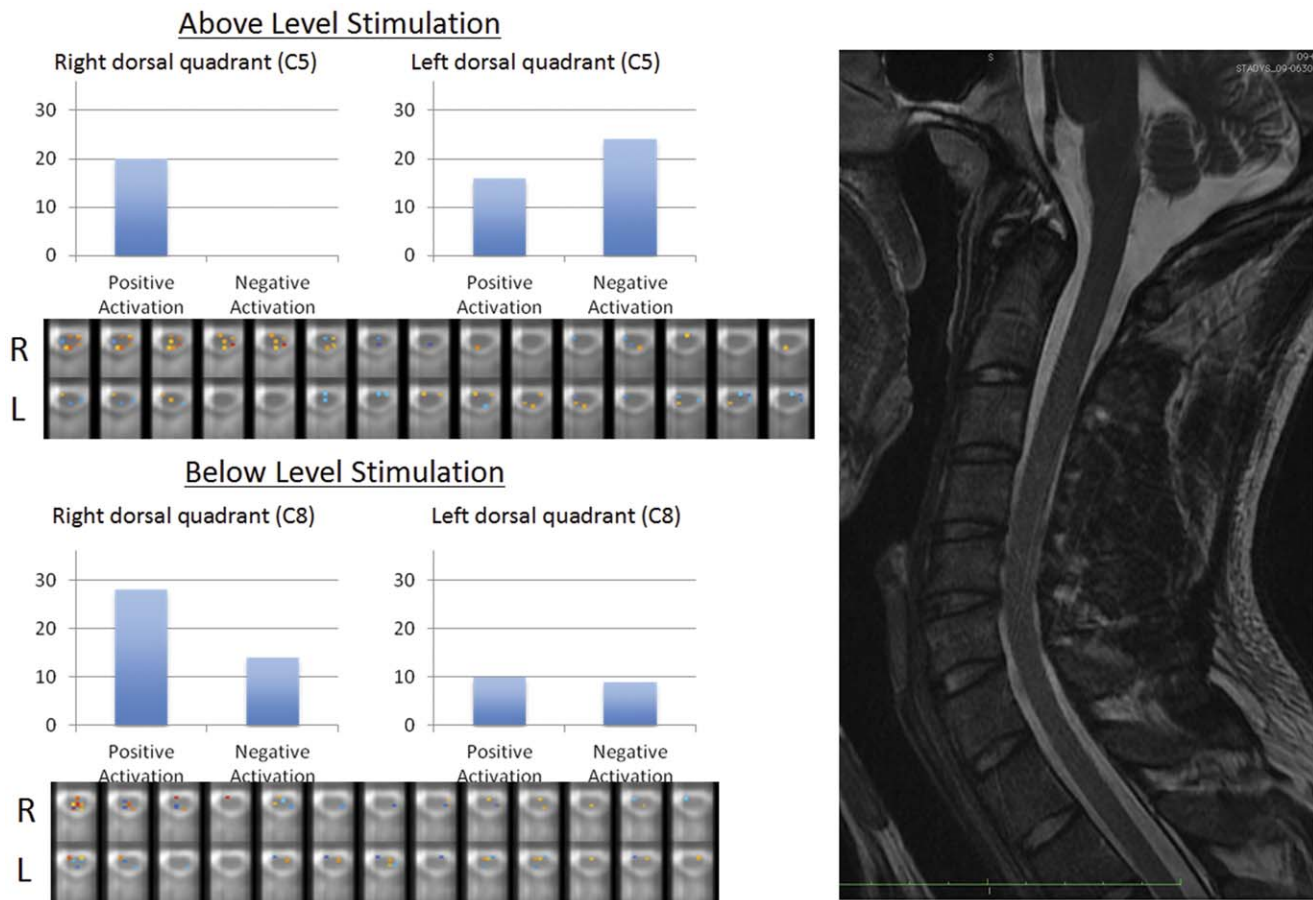 Above Level Stimulation
Right dorsal quadrant (C5)
Left dorsal quadrant (C5)
30
20
10
0
Positive Activation
Negative Activation
30
20
10
0
Positive Activation
Negative Activation
R
L
Below Level Stimulation
Right dorsal quadrant (C8)
Left dorsal quadrant (C8)
30
20
10
0
Positive Activation
Negative Activation
30
20
10
0
Positive Activation
Negative Activation
R
L
S
09-
STADYS_09-0630
I